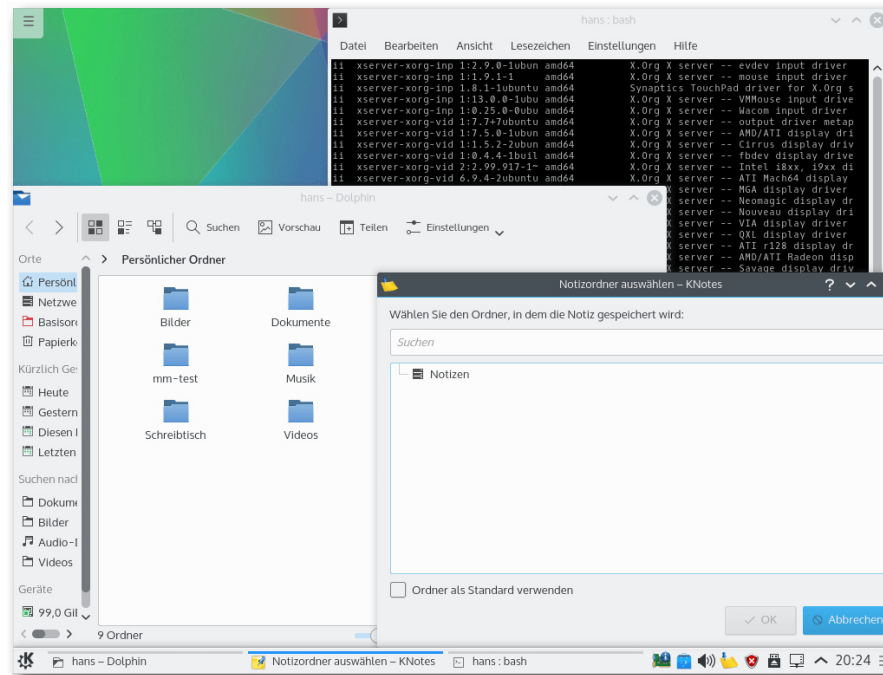 hans : bash
Datei Bearbeiten Ansicht Lesezeichen Einstellungen Hilfe
ii xserver-xorg-inp 1:2.9.0-1ubun amd64 X.Org X server -- evdev input driver
ii xserver-xorg-inp 1:1.9.1-1 amd64 X.Org X server -- mouse input driver
ii xserver-xorg-inp 1.8.1-1ubuntu amd64 Synaptics TouchPad driver for X.Org s
ii xserver-xorg-inp 1:13.0.0-1ubu amd64 X.Org X server -- VMMouse input drive
ii xserver-xorg-inp 1:0.25.0-0ubu amd64 X.Org X server -- Wacom input driver
ii xserver-xorg-vid 1:7.7+7ubuntu amd64 X.Org X server -- output driver metap
ii xserver-xorg-vid 1:7.5.0-1ubun amd64 X.Org X server -- AMD/ATI display dri
ii xserver-xorg-vid 1:1.5.2-2ubun amd64 X.Org X server -- Cirrus display driv
ii xserver-xorg-vid 1:0.4.4-1buil amd64 X.Org X server -- fbdev display drive
ii xserver-xorg-vid 2:2.99.917-1~ amd64 X.Org X server -- Intel i8xx, i9xx di
ii xserver-xorg-vid 6.9.4-2ubuntu amd64 X.Org X server -- ATI Mach64 display
X server -- MGA display driver
X server -- Neomagic display dr
X server -- Nouveau display dri
X server -- VIA display driver
X server -- QXL display driver
X server -- ATI r128 display dr
X server -- AMD/ATI Radeon disp
X server -- Savage display driv
hans – Dolphin
Suchen Vorschau Teilen Einstellungen
Orte
Persönlicher Ordner
Persönl
Netzwe
Basisor
Papierk
Kürzlich Ge
Heute
Gestern
Diesen
Letzten
Suchen nach
Dokume
Bilder
Audio-
Videos
Geräte
99,0 GiB
Bilder Dokumente
mm-test Musik
Schreibtisch Videos
9 Ordner
Notizordner auswählen – KNotes
Wählen Sie den Ordner, in dem die Notiz gespeichert wird:
Suchen
Notizen
Ordner als Standard verwenden
OK Abbrechen
hans – Dolphin Notizordner auswählen – KNotes hans : bash 20:24